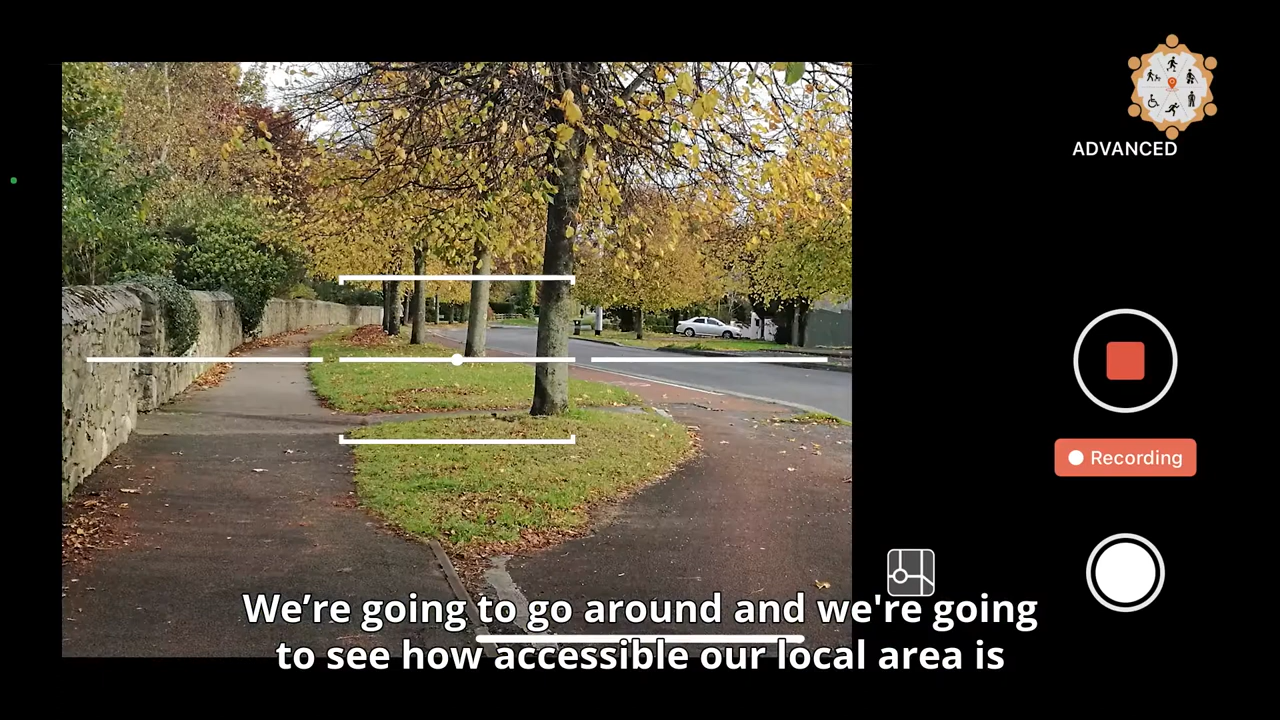 ADVANCED
Recording
We’re going to go around and we're going
to see how accessible our local area is